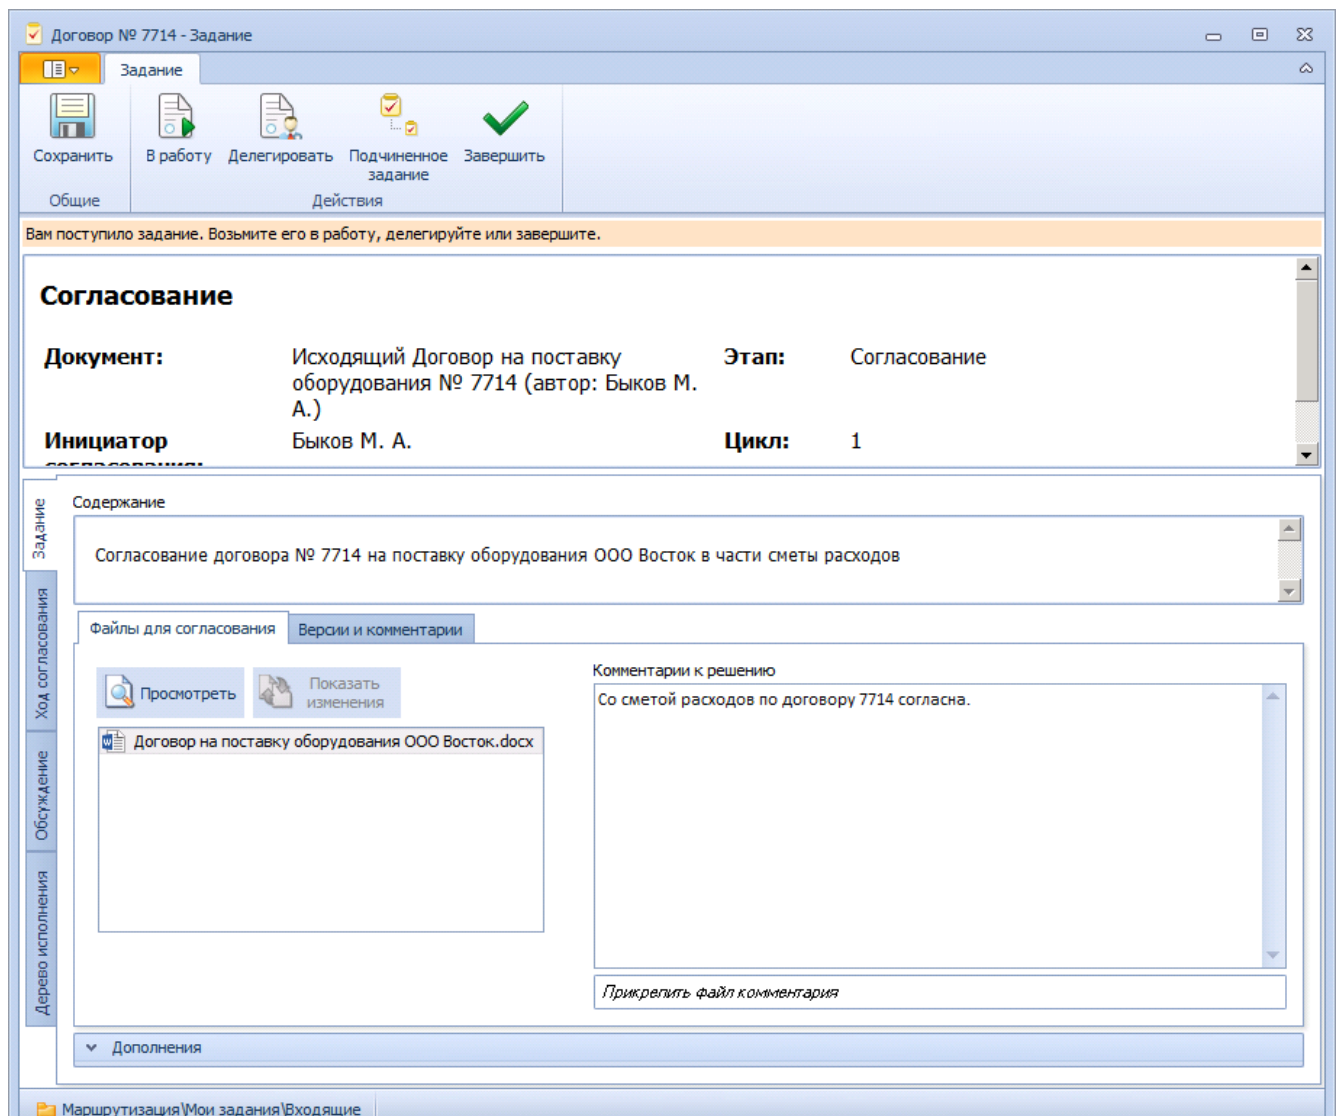 Договор № 7714 - Задание
Задание
Сохранить
В работу
Делегировать
Подчиненное
задание
Завершить
Общие
Действия
Вам поступило задание. Возьмите его в работу, делегируйте или завершите.
Согласование
Документ:
Исходящий Договор на поставку
оборудования № 7714 (автор: Быков М.
А.)
Этап:
Согласование
Инициатор
согласования:
Быков М. А.
Цикл:
1
Задание
Ход согласования
Обсуждение
Дерево исполнения
Содержание
Согласование договора № 7714 на поставку оборудования ООО Восток в части сметы расходов
Файлы для согласования
Версии и комментарии
Просмотреть
Показать
изменения
Договор на поставку оборудования ООО Восток.docx
Комментарии к решению
Со сметой расходов по договору 7714 согласна.
Прикрепить файл комментария
Дополнения
Маршрутизация\Мои задания\Входящие